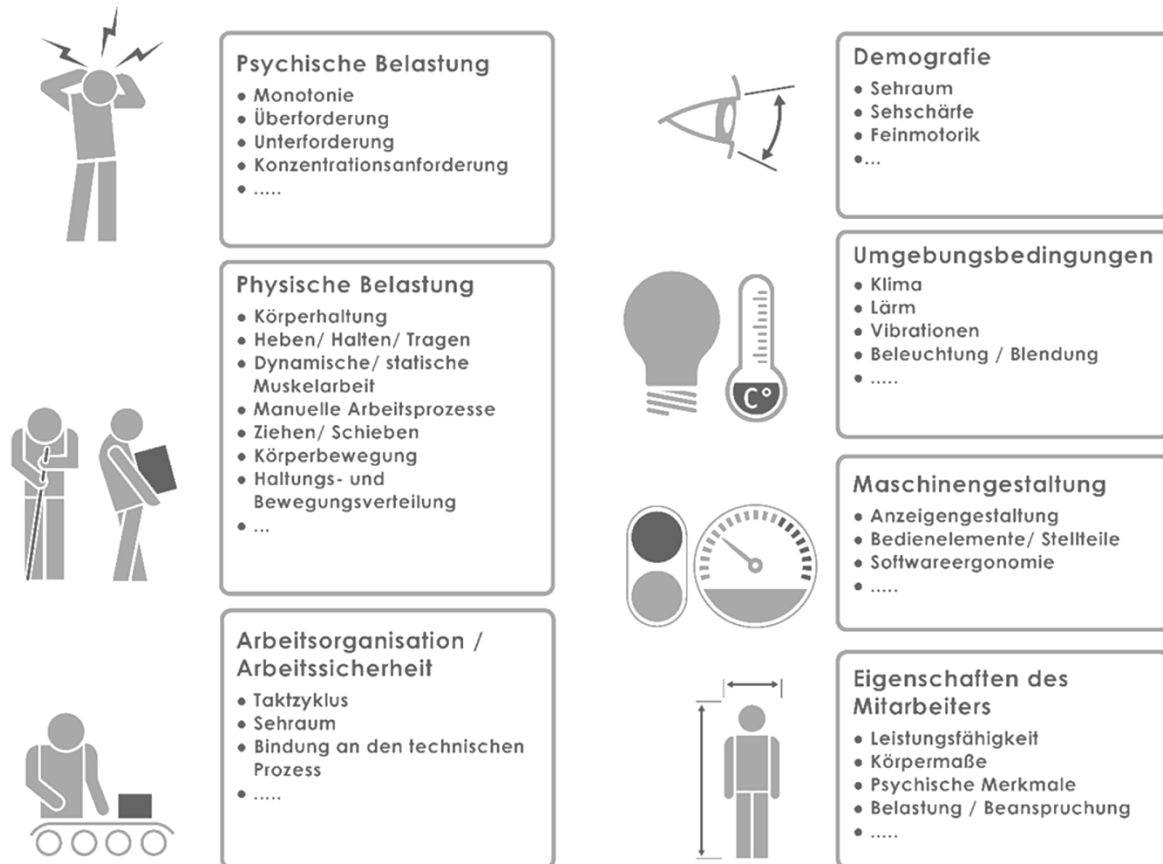 Psychische Belastung
• Monotonie
• Überforderung
• Unterforderung
• Konzentrationsanforderung
• .....
Physische Belastung
• Körperhaltung
• Heben/ Halten/ Tragen
• Dynamische/ statische
Muskelarbeit
• Manuelle Arbeitsprozesse
• Ziehen/ Schieben
• Körperbewegung
• Haltungs- und
Bewegungsverteilung
• ...
Arbeitsorganisation /
Arbeitssicherheit
• Taktzyklus
• Sehraum
• Bindung an den technischen
Prozess
• .....
Demografie
• Sehraum
• Sehschärfe
• Feinmotorik
•...
Umgebungsbedingungen
• Klima
• Lärm
• Vibrationen
• Beleuchtung / Blendung
• .....
C°
Maschinengestaltung
• Anzeigengestaltung
• Bedienelemente/ Stellteile
• Softwareergonomie
• .....
Eigenschaften des
Mitarbeiters
• Leistungsfähigkeit
• Körpermaße
• Psychische Merkmale
• Belastung / Beanspruchung
• .....